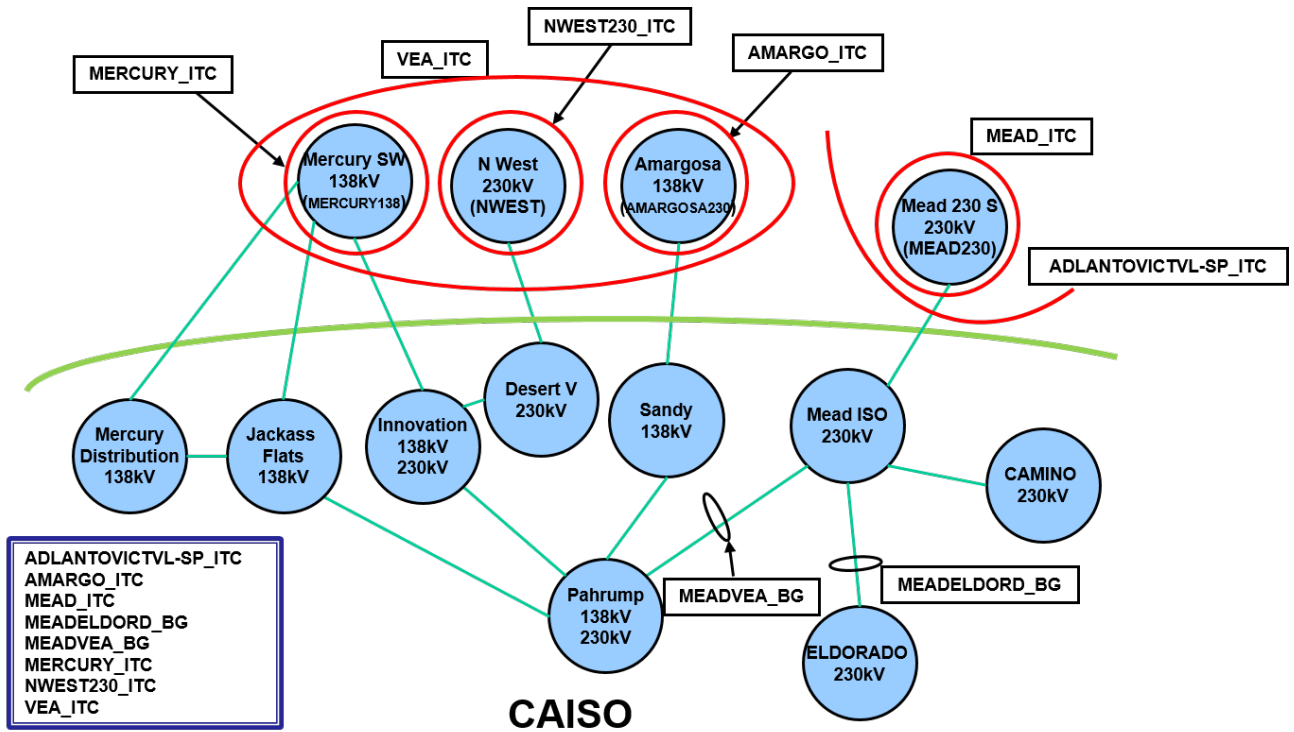 NWEST230_ITC
VEA_ITC
AMARGO_ITC
MERCURY_ITC
MEAD_ITC
Mercury SW
138kV
(MERCURY138)
N West
230kV
(NWEST)
Amargosa
138kV
(AMARGOSA230)
Mead 230 S
230kV
(MEAD230)
ADLANTOVICTVL-SP_ITC
Mercury
Distribution
138kV
Jackass
Flats
138kV
Innovation
138kV
230kV
Desert V
230kV
Sandy
138kV
Mead ISO
230kV
CAMINO
230kV
Pahrump
138kV
230kV
MEADVEA_BG
MEADELDORD_BG
ELDORADO
230kV
ADLANTOVICTVL-SP_ITC
AMARGO_ITC
MEAD_ITC
MEADELDORD_BG
MEADVEA_BG
MERCURY_ITC
NWEST230_ITC
VEA_ITC
CAISO